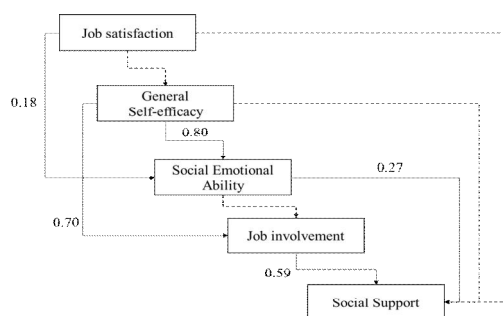 Job satisfaction
0.18
General
Self-efficacy
0.80
Social Emotional
Ability
0.27
0.70
Job involvement
0.59
Social Support